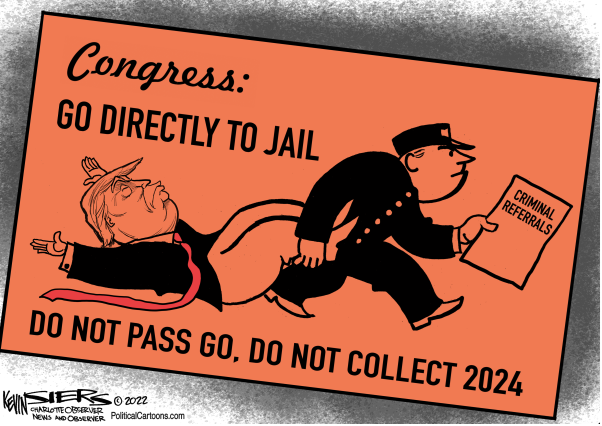 Congress:
GO DIRECTLY TO JAIL
CRIMINAL
REFERRALS
DO NOT PASS GO, DO NOT COLLECT 2024
KEVIN SIERS © 2022
CHARLOTTE OBSERVER
NEWS AND OBSERVER
PoliticalCartoons.com